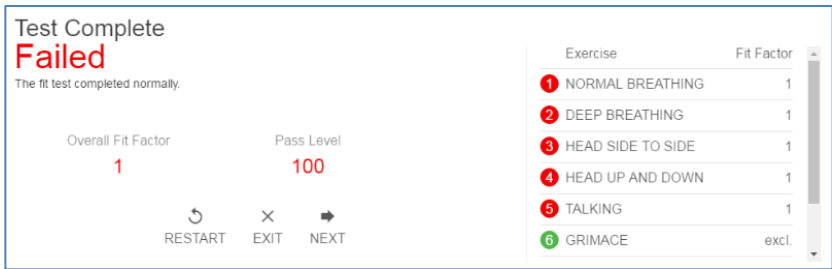 Test Complete
Failed
The fit test completed normally.
Overall Fit Factor
Pass Level
1
100
RESTART
EXIT
NEXT
Exercise Fit Factor
1 NORMAL BREATHING 1
2 DEEP BREATHING 1
3 HEAD SIDE TO SIDE 1
4 HEAD UP AND DOWN 1
5 TALKING 1
6 GRIMACE excl.